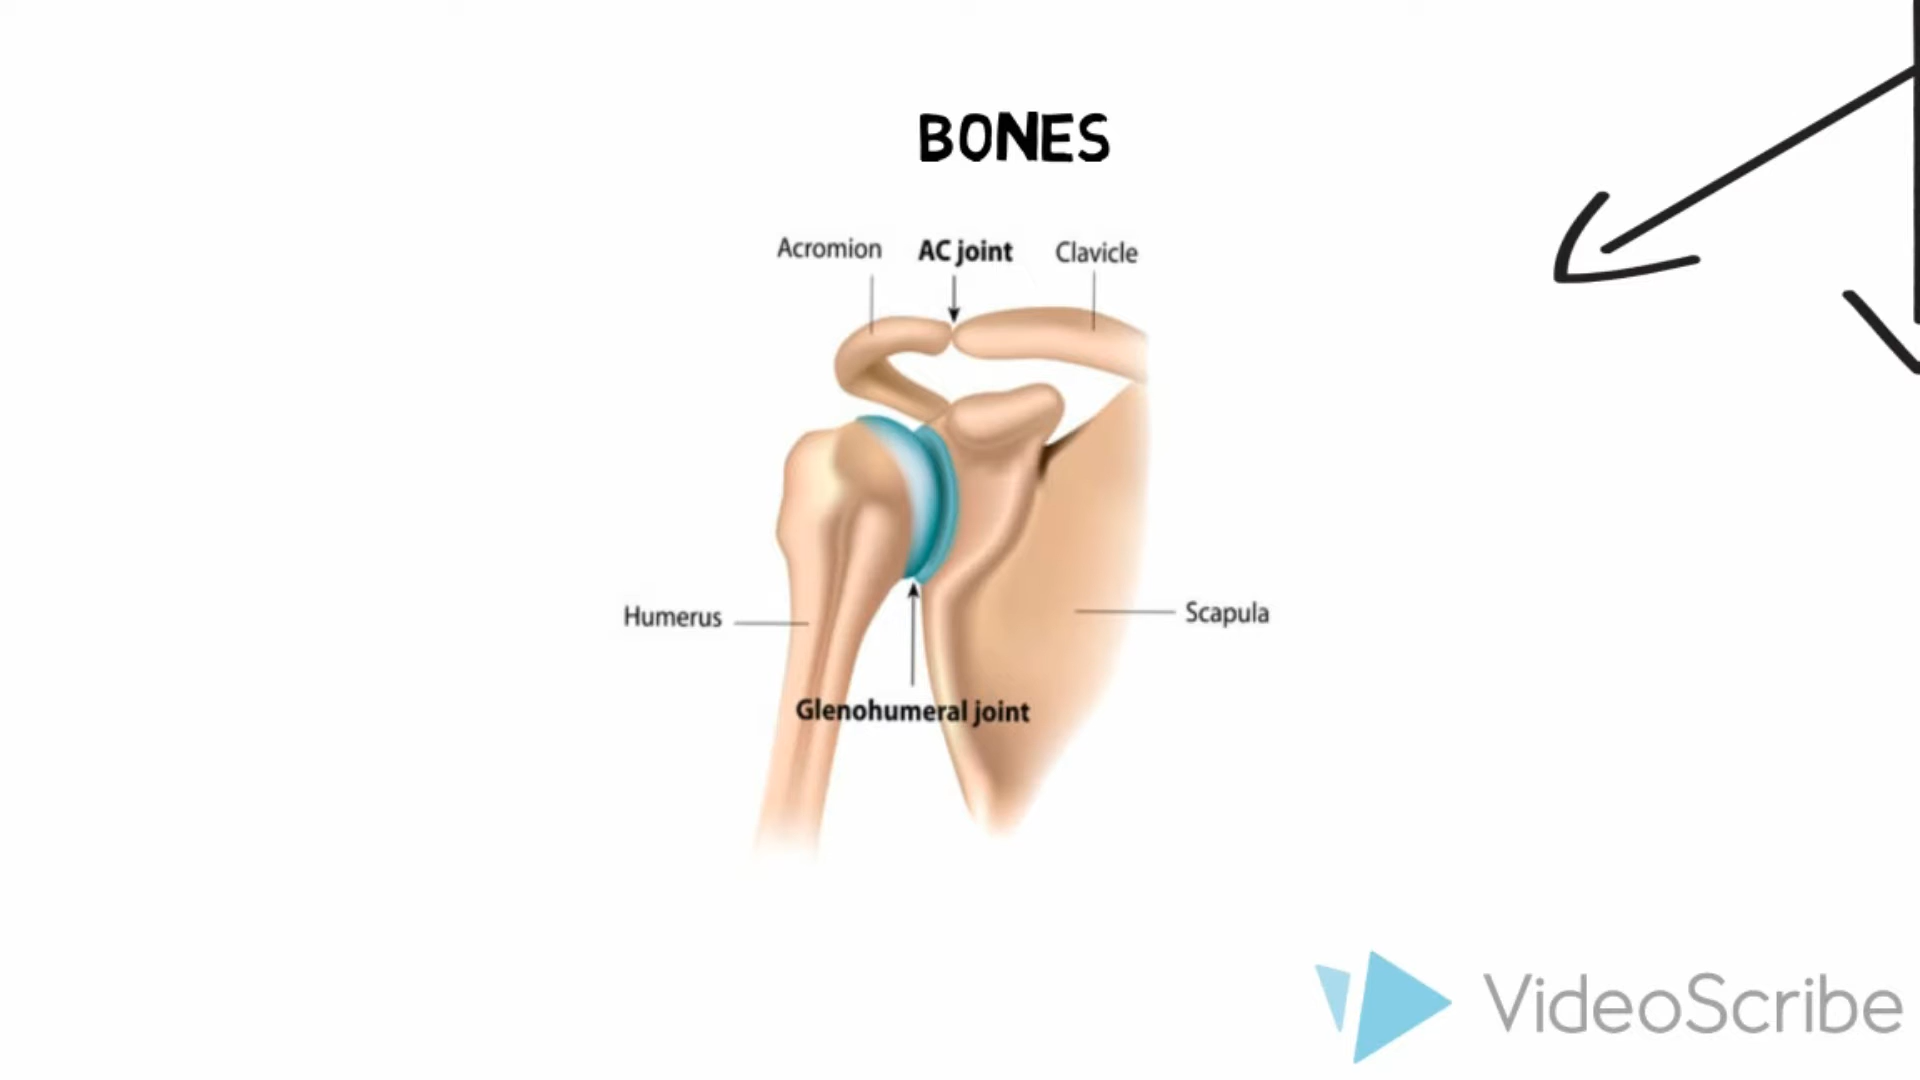 BONES
Acromion AC joint Clavicle
Humerus
Scapula
Glenohumeral joint
VideoScribe